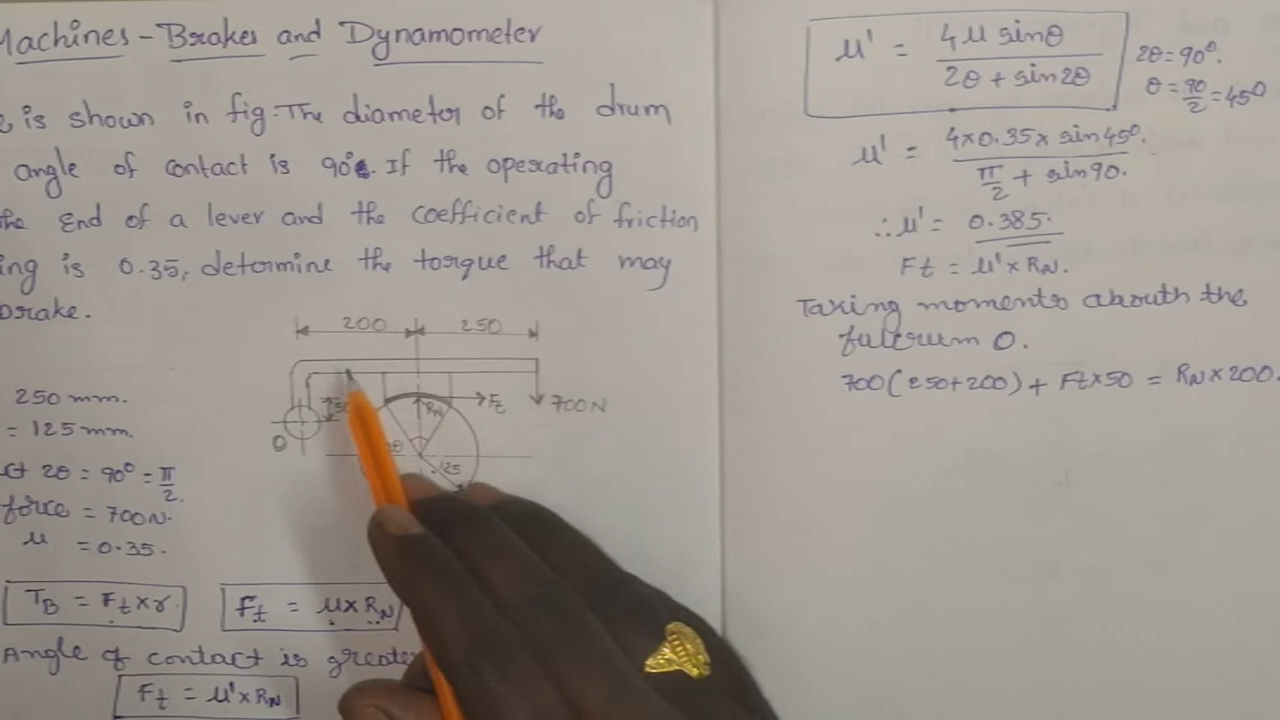 Machines - Brakes and Dynamometer
is shown in fig. The diameter of the drum
angle of contact is 90°. If the operating
the end of a lever and the coefficient of friction
ing is 0.35, determine the torque that may
brake.
200 250
50 RN Ft 700N
O 2θ
125
250 mm.
= 125 mm.
2θ = 90° = π/2.
force = 700N.
μ = 0.35.
TB = Ft × r. Ft = μ × RN
Angle of contact is greate
Ft = μ' × RN
μ' = 4μ sinθ / 2θ + sin2θ
2θ = 90°.
θ = 90/2 = 45°
μ' = 4×0.35× sin45°. / π/2 + sin90.
∴ μ' = 0.385.
Ft = μ' × RN.
Taking moments abouth the
fulcrum O.
700(250+200) + Ft×50 = RN×200.